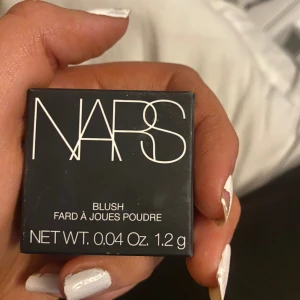 NARS
BLUSH
FARD À JOUES POUDRE
NET WT. 0.04 Oz. 1.2 g